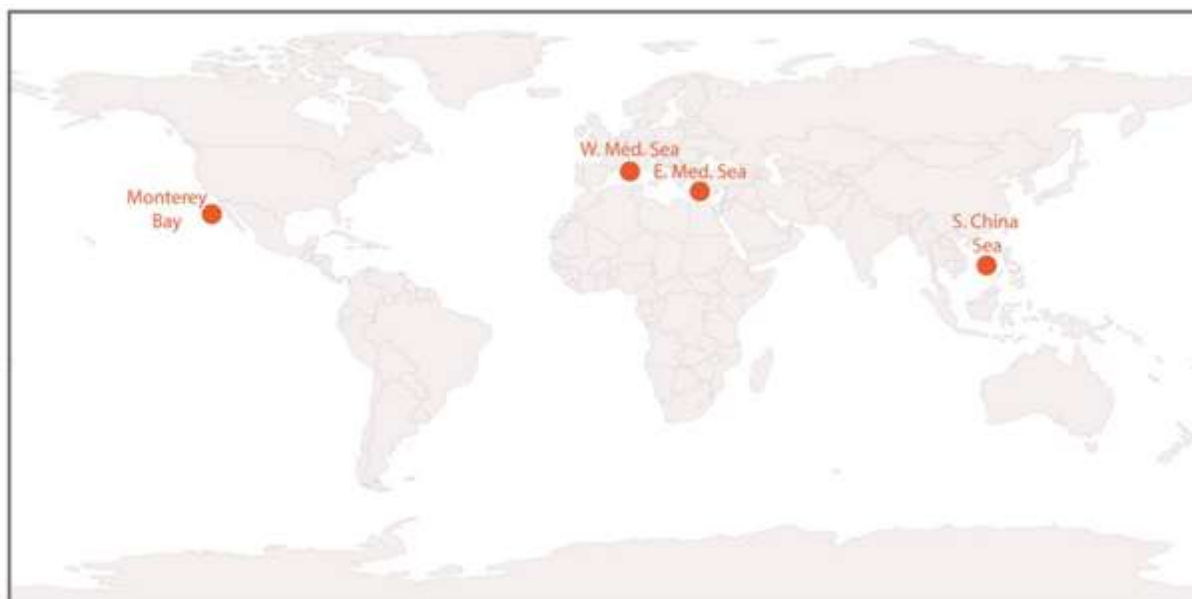 W. Med. Sea
E. Med. Sea
Monterey
Bay
S. China
Sea